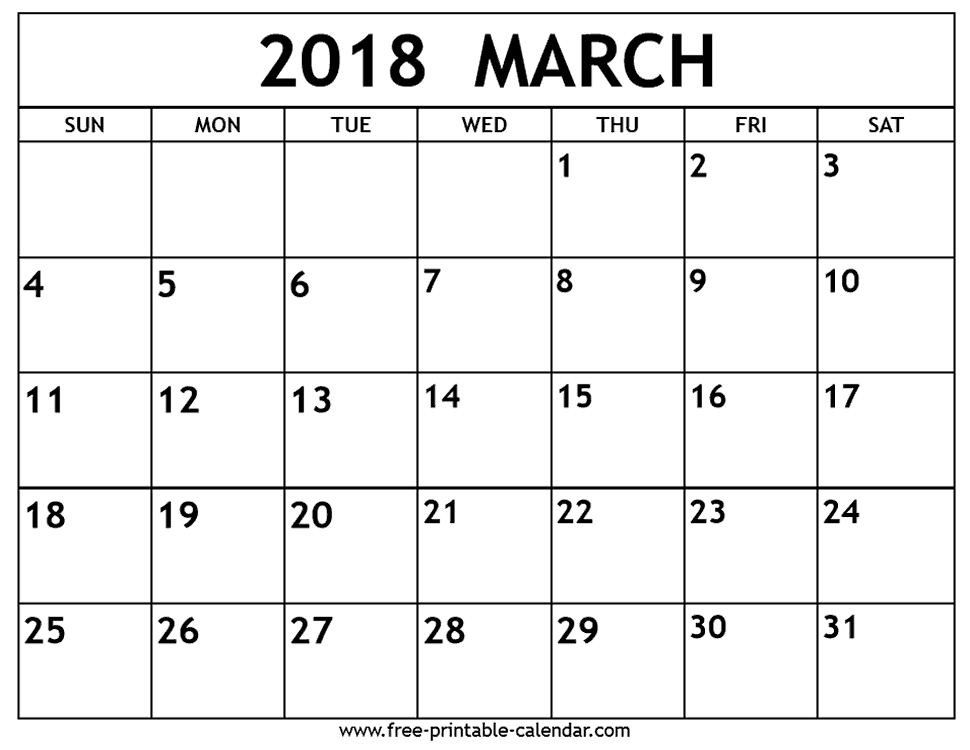 2018 MARCH
SUN MON TUE WED THU FRI SAT
1 2 3
4 5 6 7 8 9 10
11 12 13 14 15 16 17
18 19 20 21 22 23 24
25 26 27 28 29 30 31
www.free-printable-calendar.com